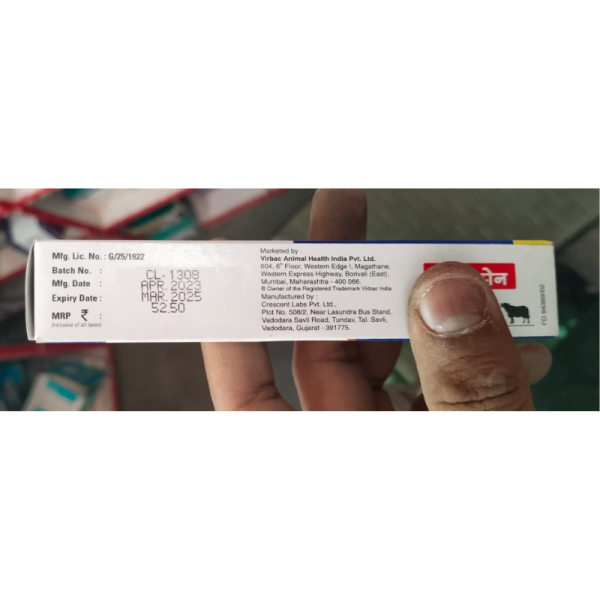 Mfg. Lic. No. : G/25/1922
Batch No. : CL-1308
Mfg. Date : APR.2023
Expiry Date : MAR.2025
MRP ₹ : 52.50
(Inclusive of all taxes)
Marketed by
Virbac Animal Health India Pvt. Ltd.
604, 6th Floor, Western Edge I, Magathane,
Western Express Highway, Borivali (East),
Mumbai, Maharashtra - 400 066.
® Owner of the Registered Trademark Virbac India
Manufactured by :
Crescent Labs Pvt. Ltd.,
Plot No. 508/2, Near Lasundra Bus Stand,
Vadodara Savli Road, Tundav, Tal. Savli,
Vadodara, Gujarat - 391775.
FD 94389/02